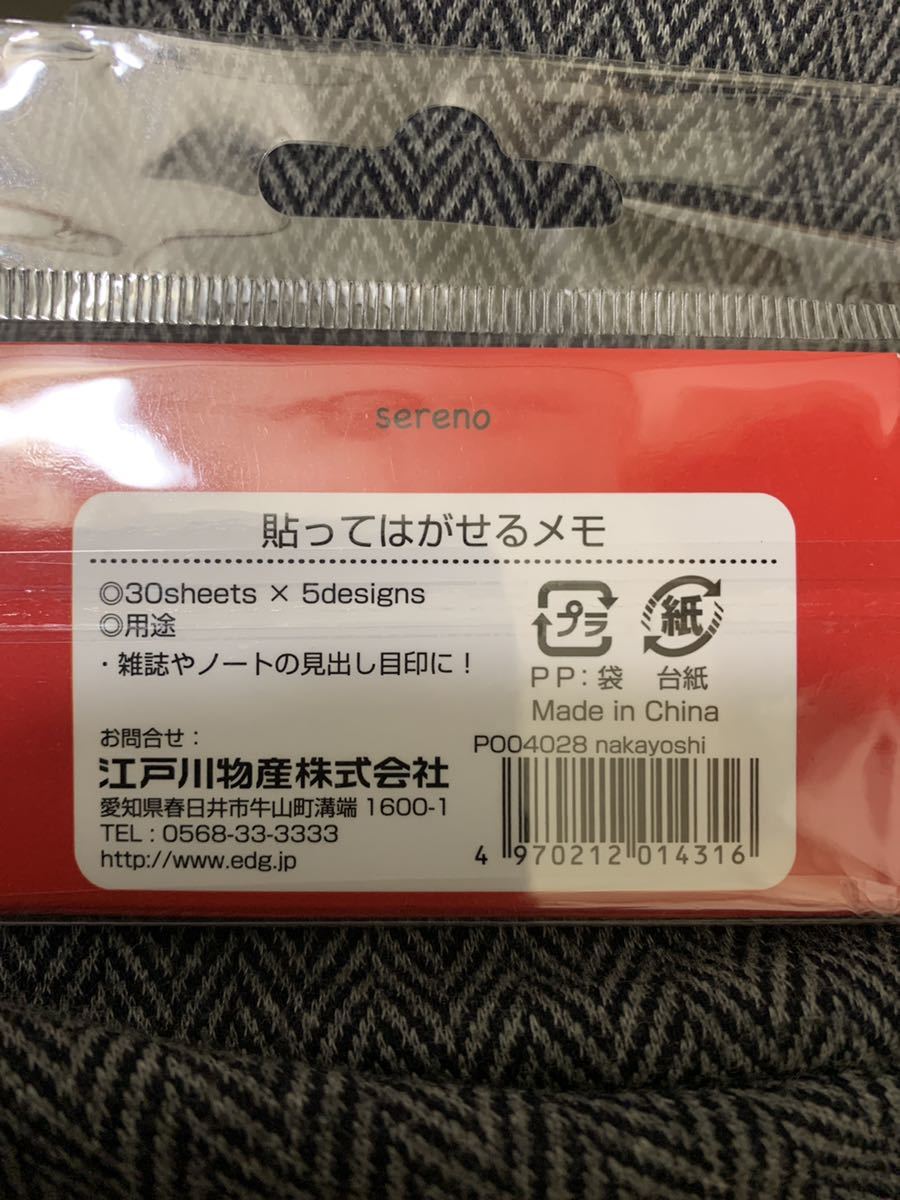 sereno
貼ってはがせるメモ
◎30sheets × 5designs
◎用途
・雑誌やノートの見出し目印に！
プラ
紙
PP：袋 台紙
Made in China
お問合せ：
江戸川物産株式会社
愛知県春日井市牛山町溝端 1600-1
TEL : 0568-33-3333
http://www.edg.jp
P004028 nakayoshi
4 970212 014316